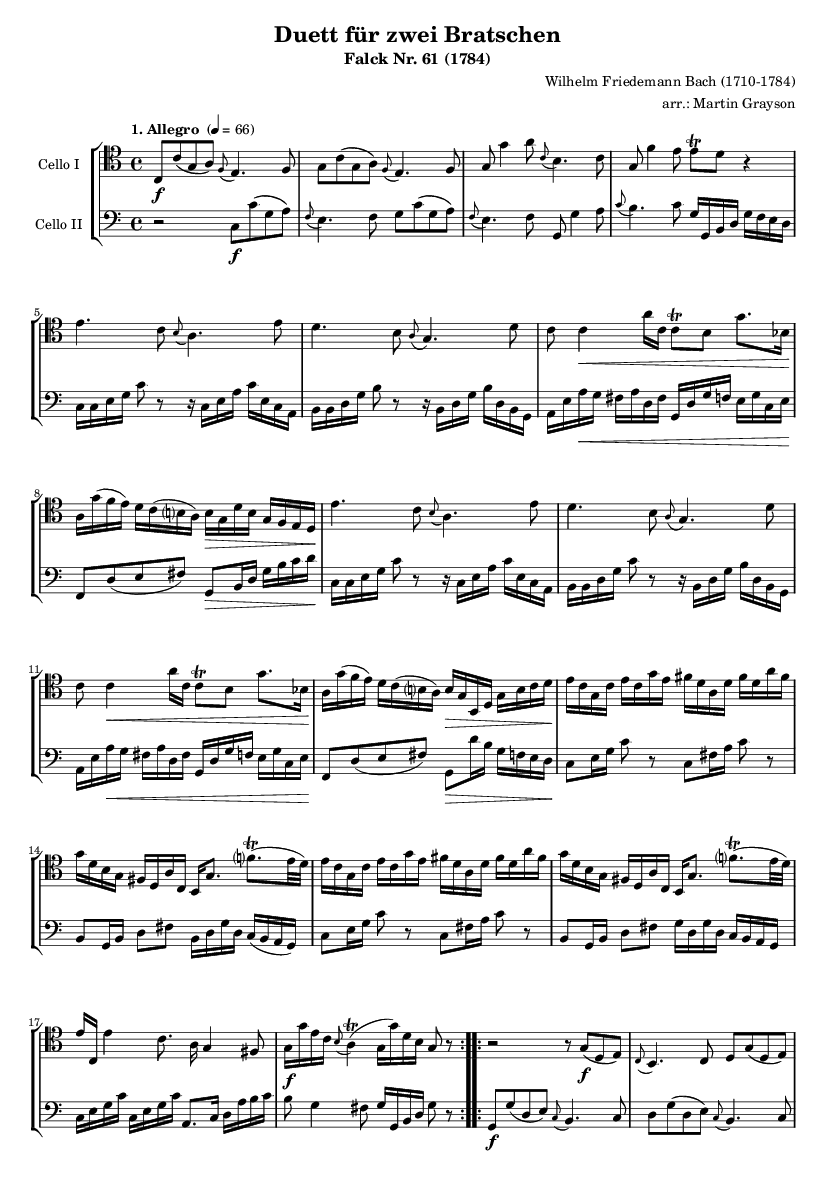 Duett für zwei Bratschen
Falck Nr. 61 (1784)
Wilhelm Friedemann Bach (1710-1784)
arr.: Martin Grayson
1. Allegro (♩ = 66)
Cello I
f
tr
Cello II
f
5
tr
8
11
tr
14
tr
tr
17
f
tr
f
f